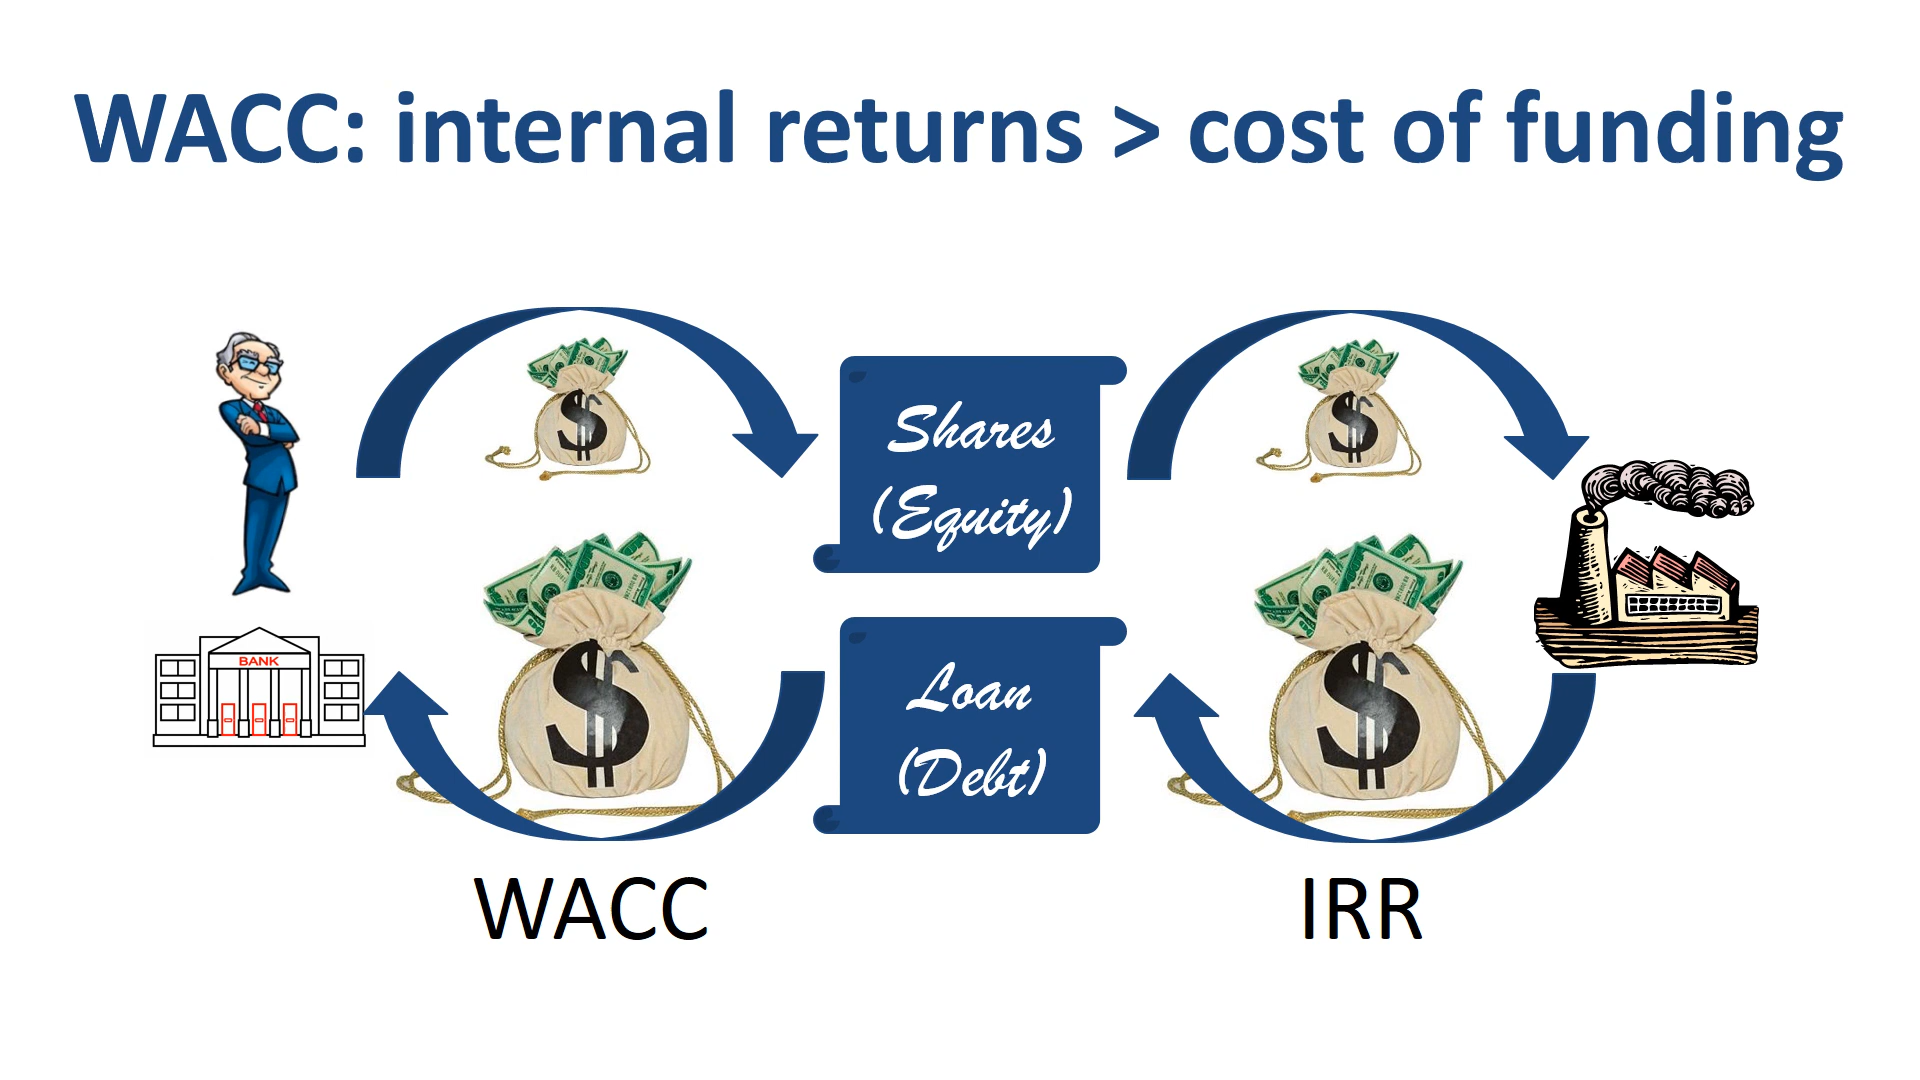 WACC: internal returns > cost of funding
$
$
Shares
(Equity)
BANK
$
$
Loan
(Debt)
WACC
IRR